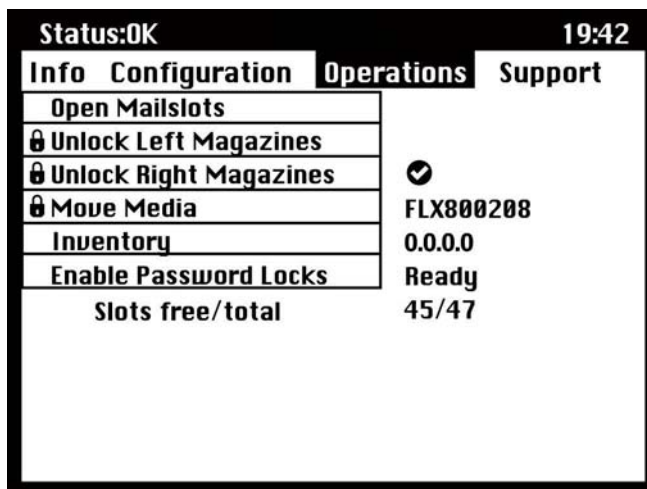 Status:OK 19:42
Info Configuration Operations Support
Open Mailslots
Unlock Left Magazines
Unlock Right Magazines
Move Media FLX800208
Inventory 0.0.0.0
Enable Password Locks Ready
Slots free/total 45/47